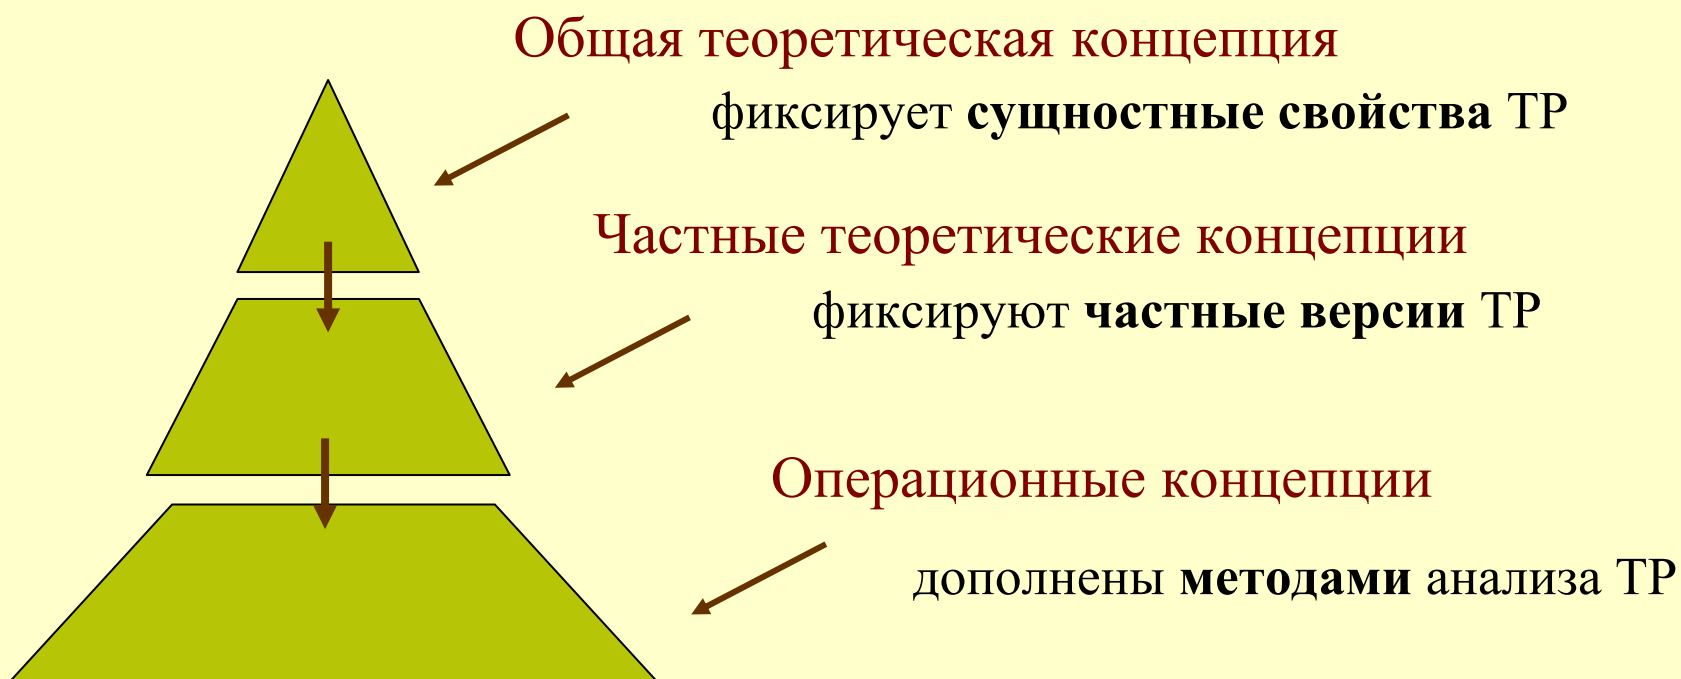 Общая теоретическая концепция
фиксирует сущностные свойства ТР
Частные теоретические концепции
фиксируют частные версии ТР
Операционные концепции
дополнены методами анализа ТР